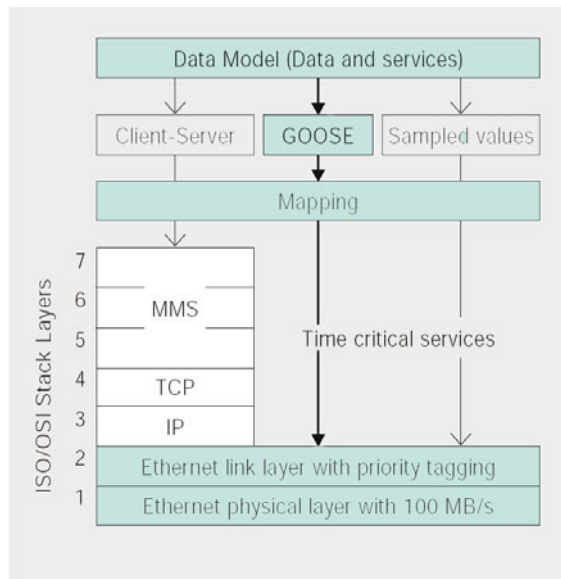 Data Model (Data and services)
Client-Server
GOOSE
Sampled values
Mapping
ISO/OSI Stack Layers
7
6
MMS
5
Time critical services
4
TCP
3
IP
2
Ethernet link layer with priority tagging
1
Ethernet physical layer with 100 MB/s